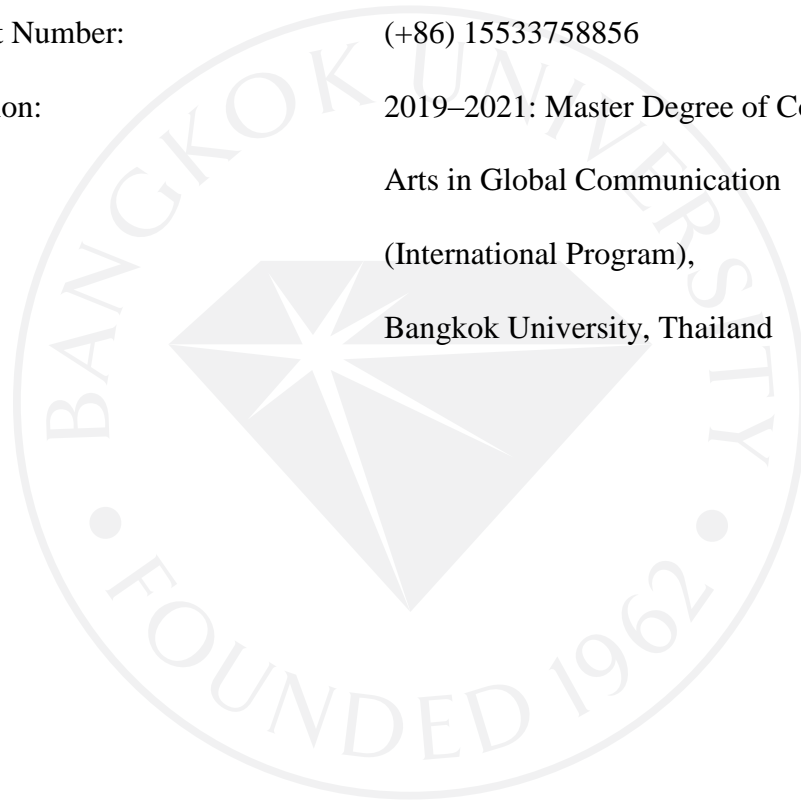 t Number: (+86) 15533758856
ion: 2019–2021: Master Degree of Co
Arts in Global Communication
(International Program),
Bangkok University, Thailand
BANGKOK UNIVERSITY
• FOUNDED 1962 •